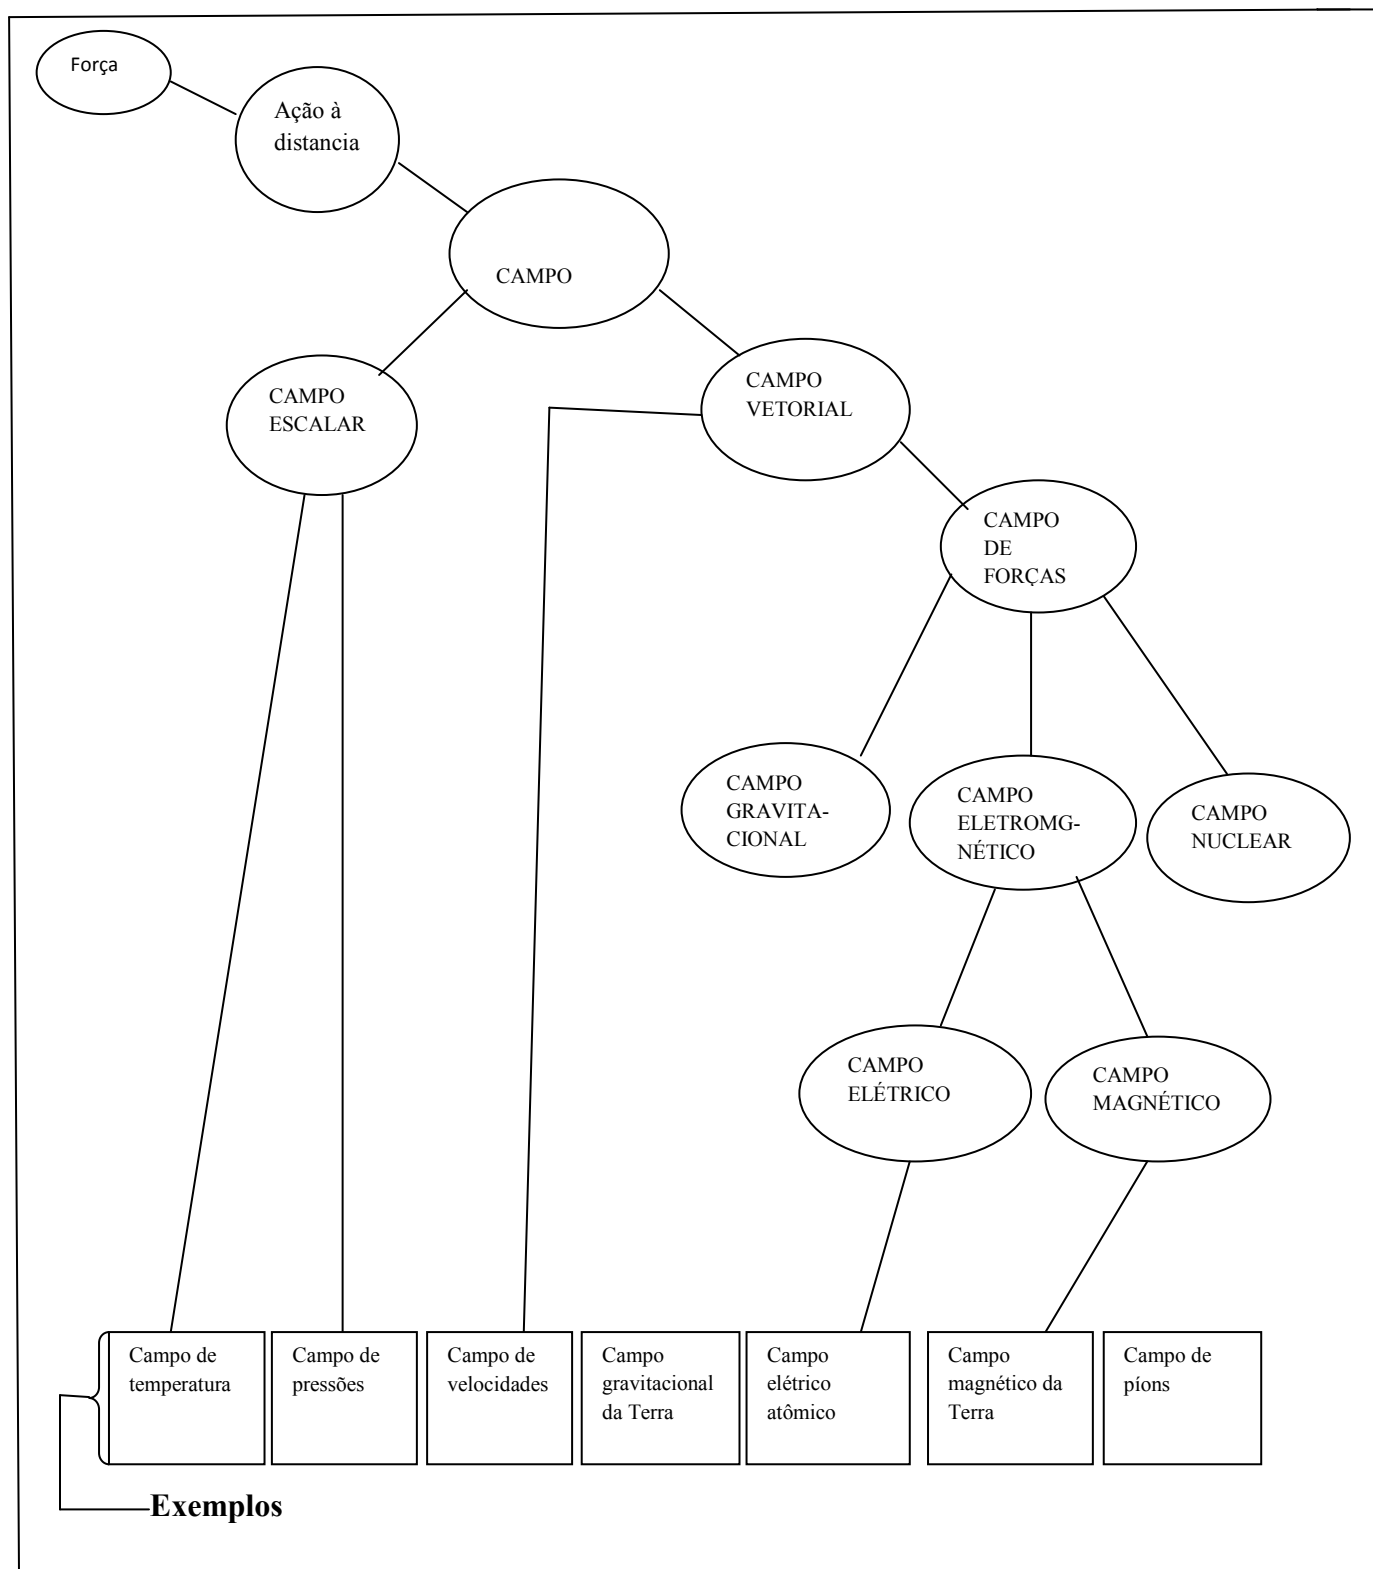 Força
Ação à
distancia
CAMPO
CAMPO
ESCALAR
CAMPO
VETORIAL
CAMPO
DE
FORÇAS
CAMPO
GRAVITA-
CIONAL
CAMPO
ELETROMG-
NÉTICO
CAMPO
NUCLEAR
CAMPO
ELÉTRICO
CAMPO
MAGNÉTICO
Campo de
temperatura
Campo de
pressões
Campo de
velocidades
Campo
gravitacional
da Terra
Campo
elétrico
atômico
Campo
magnético da
Terra
Campo de
píons
Exemplos